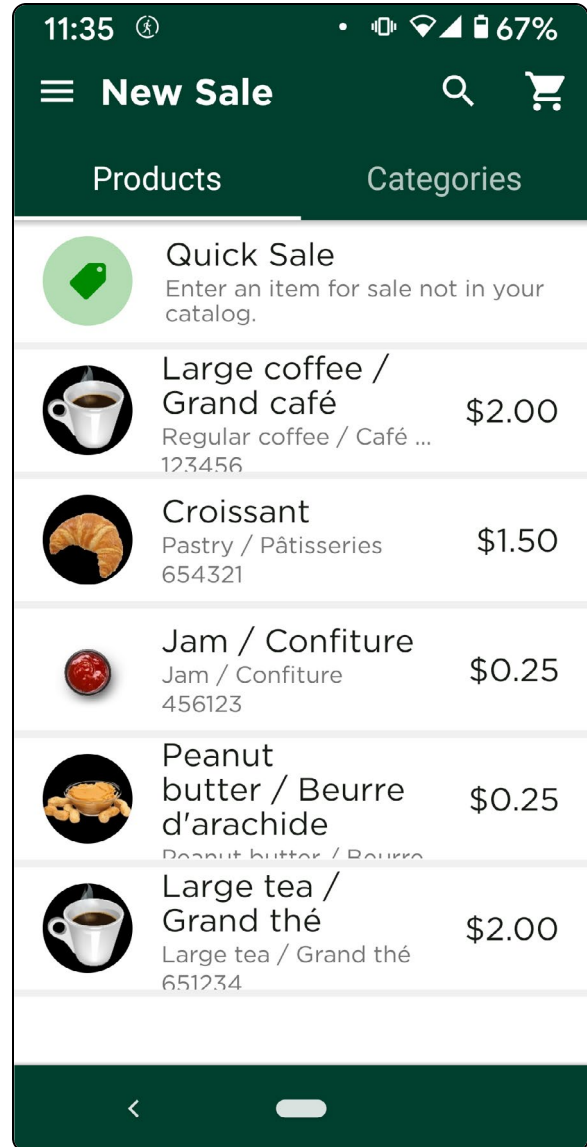 11:35
67%
New Sale
Products
Categories
Quick Sale
Enter an item for sale not in your
catalog.
Large coffee /
Grand café
$2.00
Regular coffee / Café ...
123456
Croissant
$1.50
Pastry / Pâtisseries
654321
Jam / Confiture
$0.25
Jam / Confiture
456123
Peanut
butter / Beurre
d'arachide
$0.25
Peanut butter / Beurre
Large tea /
Grand thé
$2.00
Large tea / Grand thé
651234